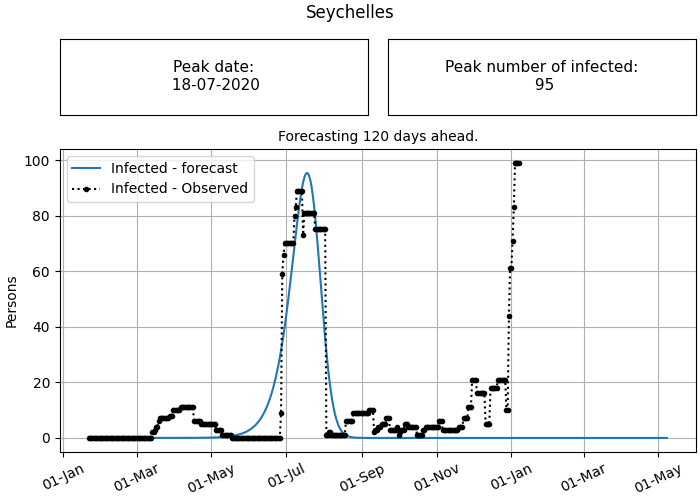 Seychelles
Peak date:
18-07-2020
Peak number of infected:
95
Forecasting 120 days ahead.
Infected - forecast
Infected - Observed
Persons
100
80
60
40
20
0
01-Jan
01-Mar
01-May
01-Jul
01-Sep
01-Nov
01-Jan
01-Mar
01-May